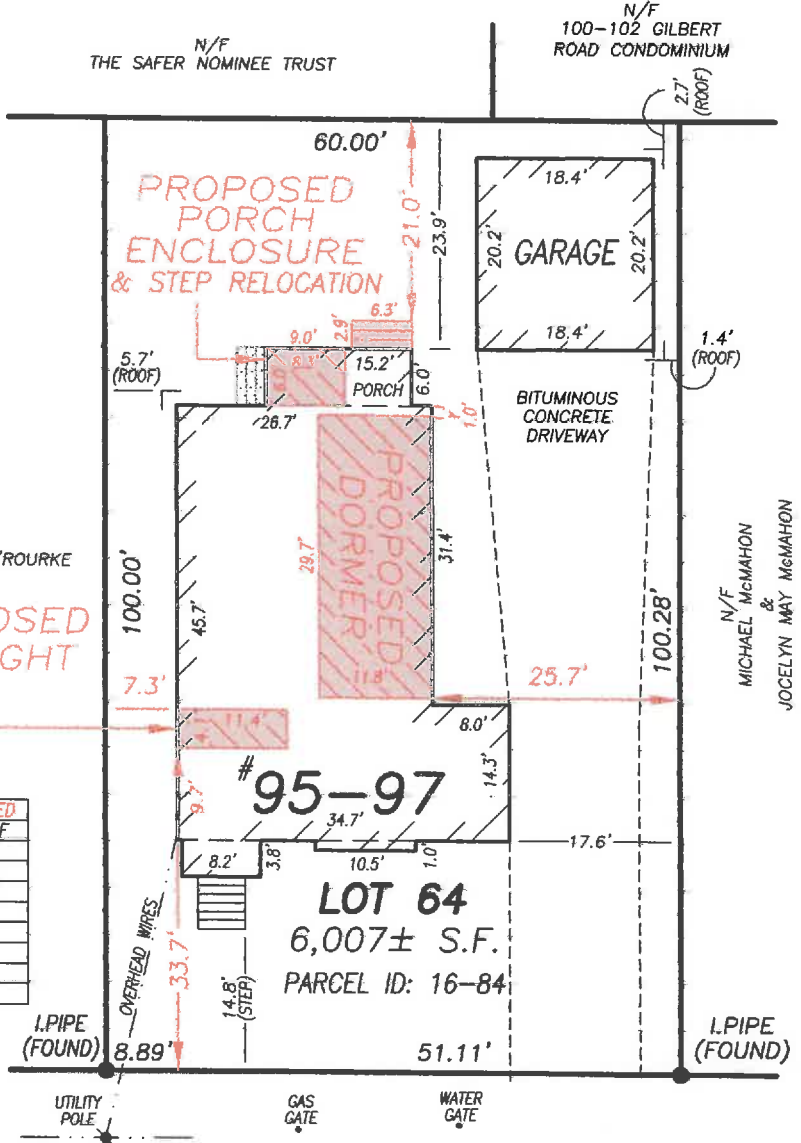 N/F
THE SAFER NOMINEE TRUST
N/F
100-102 GILBERT
ROAD CONDOMINIUM
2.7'
(ROOF)
60.00'
PROPOSED
PORCH
ENCLOSURE
& STEP RELOCATION
21.0'
23.9'
18.4'
20.2'
GARAGE
20.2'
18.4'
1.4'
(ROOF)
6.3'
2.9'
9.0'
8.3'
15.2'
PORCH
6.0'
5.7'
(ROOF)
26.7'
1.0'
BITUMINOUS
CONCRETE
DRIVEWAY
PROPOSED
DORMER
29.7'
31.4'
11.8'
'ROURKE
100.00'
45.7'
OSED
GHT
7.3'
11.4'
25.7'
100.28'
N/F
MICHAEL McMAHON
&
JOCELYN MAY McMAHON
8.0'
14.3'
#95-97
9.7'
34.7'
17.6'
ED
F
8.2'
3.8'
10.5'
1.0'
LOT 64
6,007± S.F.
PARCEL ID: 16-84
OVERHEAD WIRES
33.7'
14.8'
(STEP)
I.PIPE
(FOUND)
8.89'
51.11'
I.PIPE
(FOUND)
UTILITY
POLE
GAS
GATE
WATER
GATE